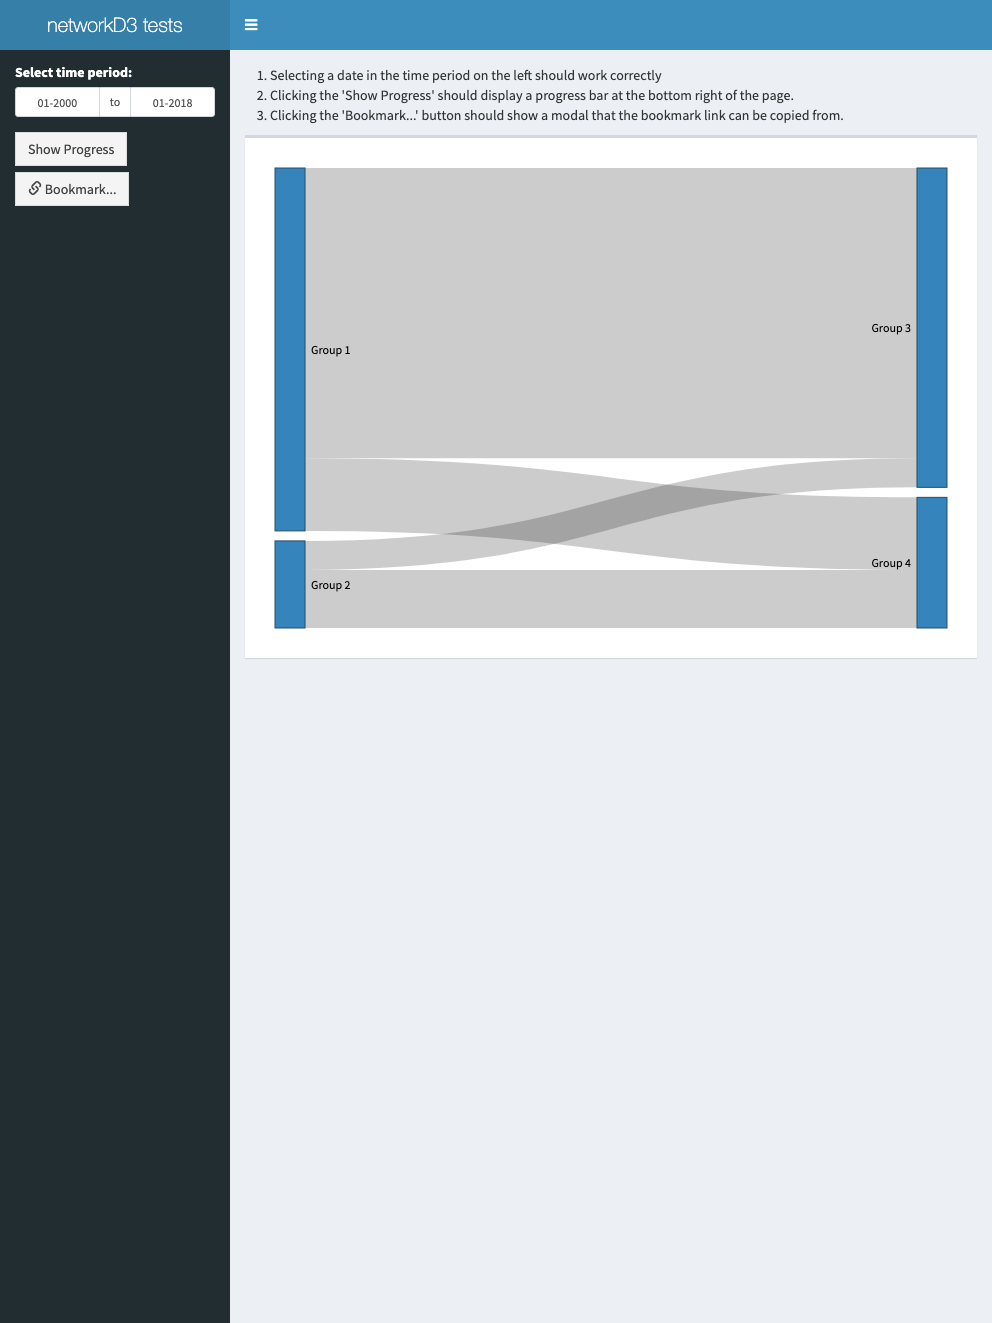 networkD3 tests
Select time period:
01-2000 to 01-2018
Show Progress
Bookmark...
1. Selecting a date in the time period on the left should work correctly
2. Clicking the 'Show Progress' should display a progress bar at the bottom right of the page.
3. Clicking the 'Bookmark...' button should show a modal that the bookmark link can be copied from.
Group 3
Group 1
Group 4
Group 2